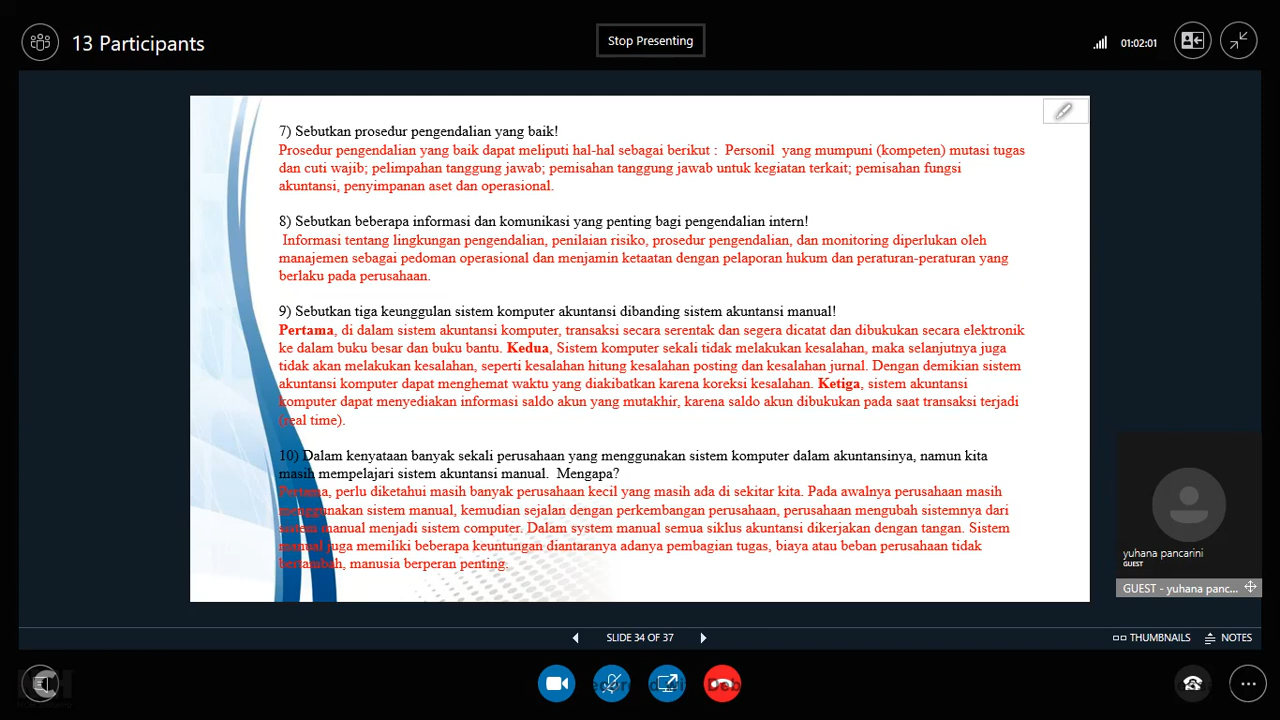 13 Participants
Stop Presenting
01:02:01
7) Sebutkan prosedur pengendalian yang baik!
Prosedur pengendalian yang baik dapat meliputi hal-hal sebagai berikut : Personil yang mumpuni (kompeten) mutasi tugas
dan cuti wajib; pelimpahan tanggung jawab; pemisahan tanggung jawab untuk kegiatan terkait; pemisahan fungsi
akuntansi, penyimpanan aset dan operasional.
8) Sebutkan beberapa informasi dan komunikasi yang penting bagi pengendalian intern!
Informasi tentang lingkungan pengendalian, penilaian risiko, prosedur pengendalian, dan monitoring diperlukan oleh
manajemen sebagai pedoman operasional dan menjamin ketaatan dengan pelaporan hukum dan peraturan-peraturan yang
berlaku pada perusahaan.
9) Sebutkan tiga keunggulan sistem komputer akuntansi dibanding sistem akuntansi manual!
Pertama, di dalam sistem akuntansi komputer, transaksi secara serentak dan segera dicatat dan dibukukan secara elektronik
ke dalam buku besar dan buku bantu. Kedua, Sistem komputer sekali tidak melakukan kesalahan, maka selanjutnya juga
tidak akan melakukan kesalahan, seperti kesalahan hitung kesalahan posting dan kesalahan jurnal. Dengan demikian sistem
akuntansi komputer dapat menghemat waktu yang diakibatkan karena koreksi kesalahan. Ketiga, sistem akuntansi
komputer dapat menyediakan informasi saldo akun yang mutakhir, karena saldo akun dibukukan pada saat transaksi terjadi
(real time).
10) Dalam kenyataan banyak sekali perusahaan yang menggunakan sistem komputer dalam akuntansinya, namun kita
masih mempelajari sistem akuntansi manual. Mengapa?
Pertama, perlu diketahui masih banyak perusahaan kecil yang masih ada di sekitar kita. Pada awalnya perusahaan masih
menggunakan sistem manual, kemudian sejalan dengan perkembangan perusahaan, perusahaan mengubah sistemnya dari
sistem manual menjadi sistem computer. Dalam system manual semua siklus akuntansi dikerjakan dengan tangan. Sistem
manual juga memiliki beberapa keuntungan diantaranya adanya pembagian tugas, biaya atau beban perusahaan tidak
bertambah, manusia berperan penting.
yuhana pancarini
GUEST
GUEST - yuhana panc...
SLIDE 34 OF 37
THUMBNAILS
NOTES